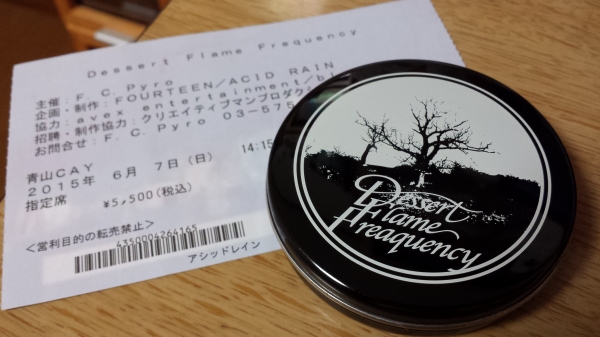 Dessert Flame Frequency
主催：F.C.Pyro
企画・制作：FOURTEEN/ACID RAIN
協力：avex entertainment/
招聘・制作協力：クリエイティブマンプロダク
お問合せ：F.C.Pyro 03-575
青山CAY
2015年 6月 7日(日) 14:15
指定席 ¥5,500(税込)
<営利目的の転売禁止>
4350004264165
アシッドレイン
Dessert
Flame
Freaquency